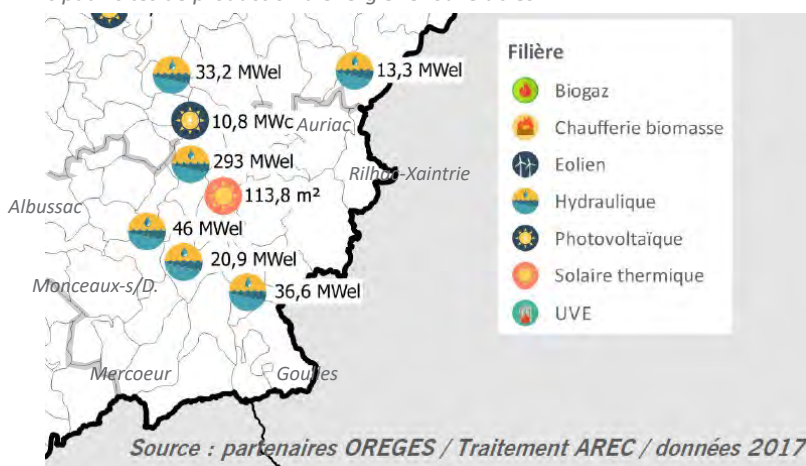 33,2 MWel
13,3 MWel
10,8 MWc
Auriac
293 MWel
Rilhac-Xaintrie
113,8 m²
Albussac
46 MWel
20,9 MWel
Monceaux-s/D.
36,6 MWel
Mercoeur
Goulles
Filière
Biogaz
Chaufferie biomasse
Eolien
Hydraulique
Photovoltaïque
Solaire thermique
UVE
Source : partenaires OREGES / Traitement AREC / données 2017